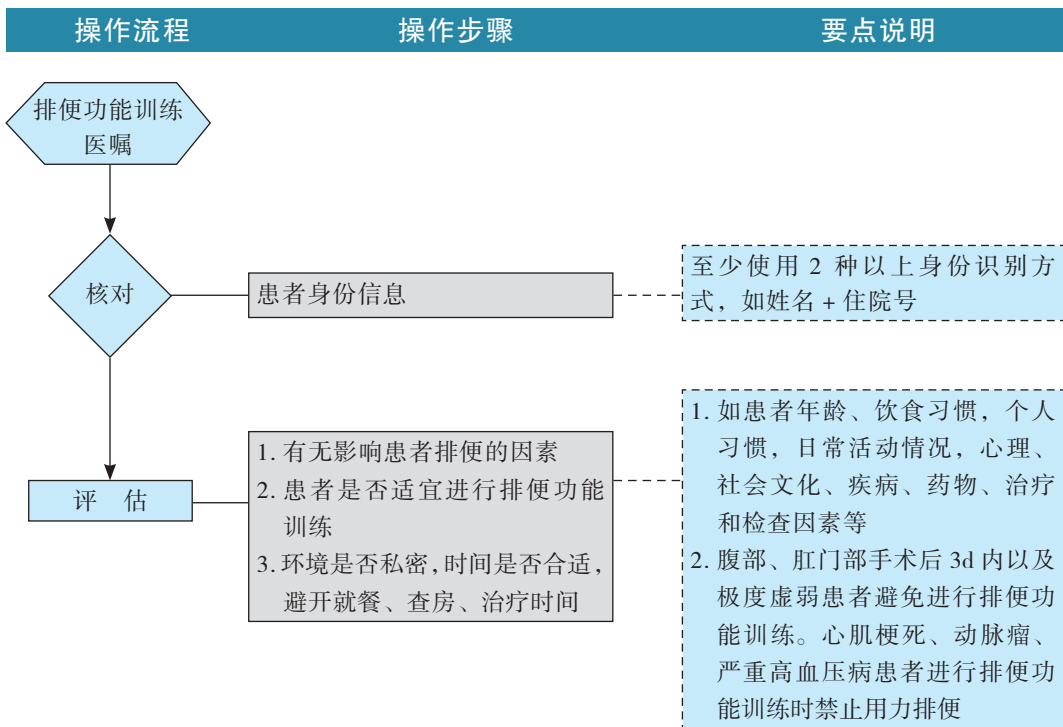 操作流程 操作步骤 要点说明
排便功能训练
医嘱
核对
患者身份信息
至少使用 2 种以上身份识别方
式，如姓名 + 住院号
评 估
1. 有无影响患者排便的因素
2. 患者是否适宜进行排便功能
训练
3. 环境是否私密，时间是否合适，
避开就餐、查房、治疗时间
1. 如患者年龄、饮食习惯，个人
习惯，日常活动情况，心理、
社会文化、疾病、药物、治疗
和检查因素等
2. 腹部、肛门部手术后 3d 内以及
极度虚弱患者避免进行排便功
能训练。心肌梗死、动脉瘤、
严重高血压病患者进行排便功
能训练时禁止用力排便